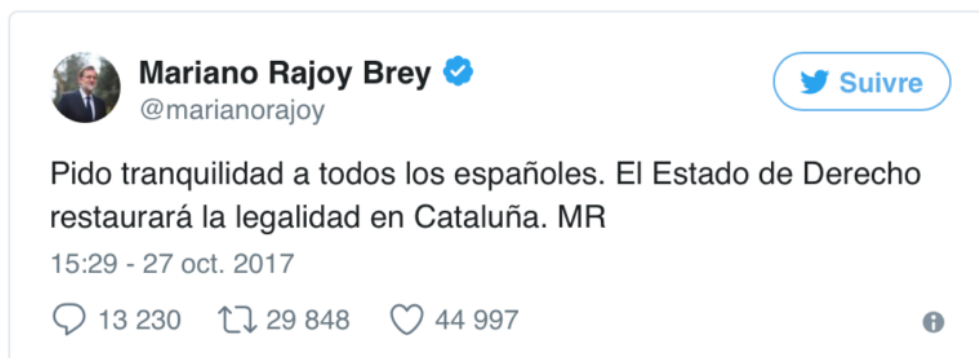 Mariano Rajoy Brey
@marianorajoy
Suivre
Pido tranquilidad a todos los españoles. El Estado de Derecho
restaurará la legalidad en Cataluña. MR
15:29 - 27 oct. 2017
13 230 29 848 44 997